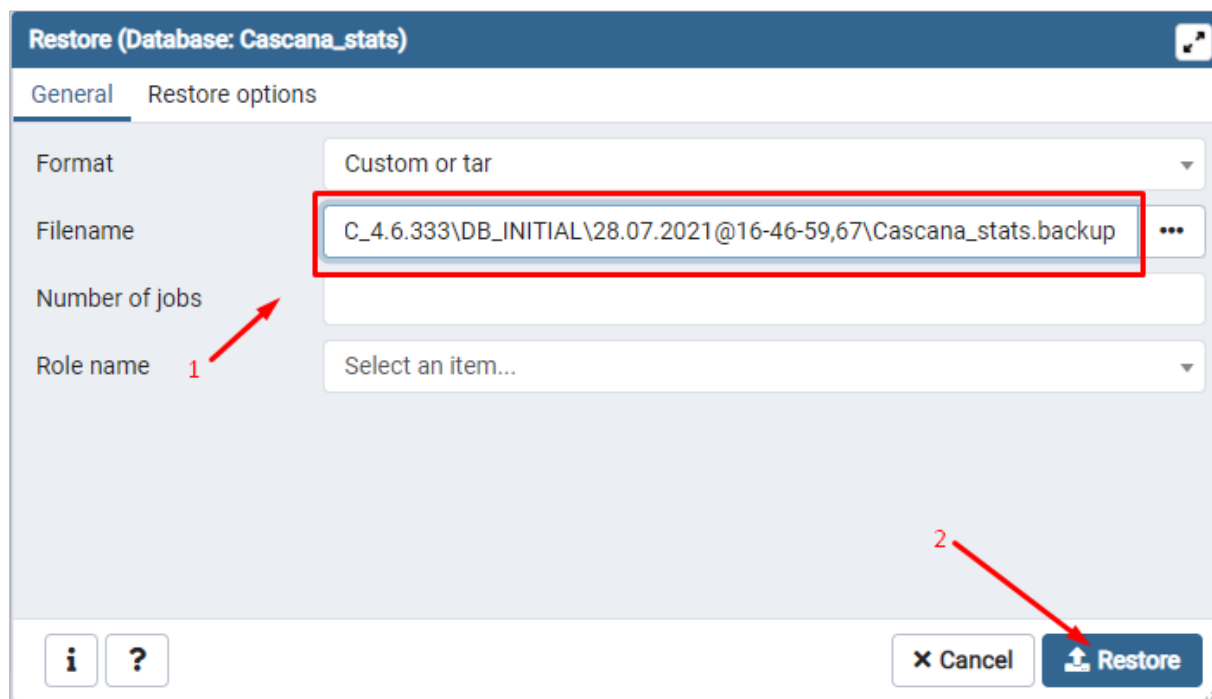 Restore (Database: Cascana_stats)
General Restore options
Format Custom or tar
Filename C_4.6.333\DB_INITIAL\28.07.2021@16-46-59,67\Cascana_stats.backup •••
Number of jobs
1
Role name Select an item...
2
i ? × Cancel Restore